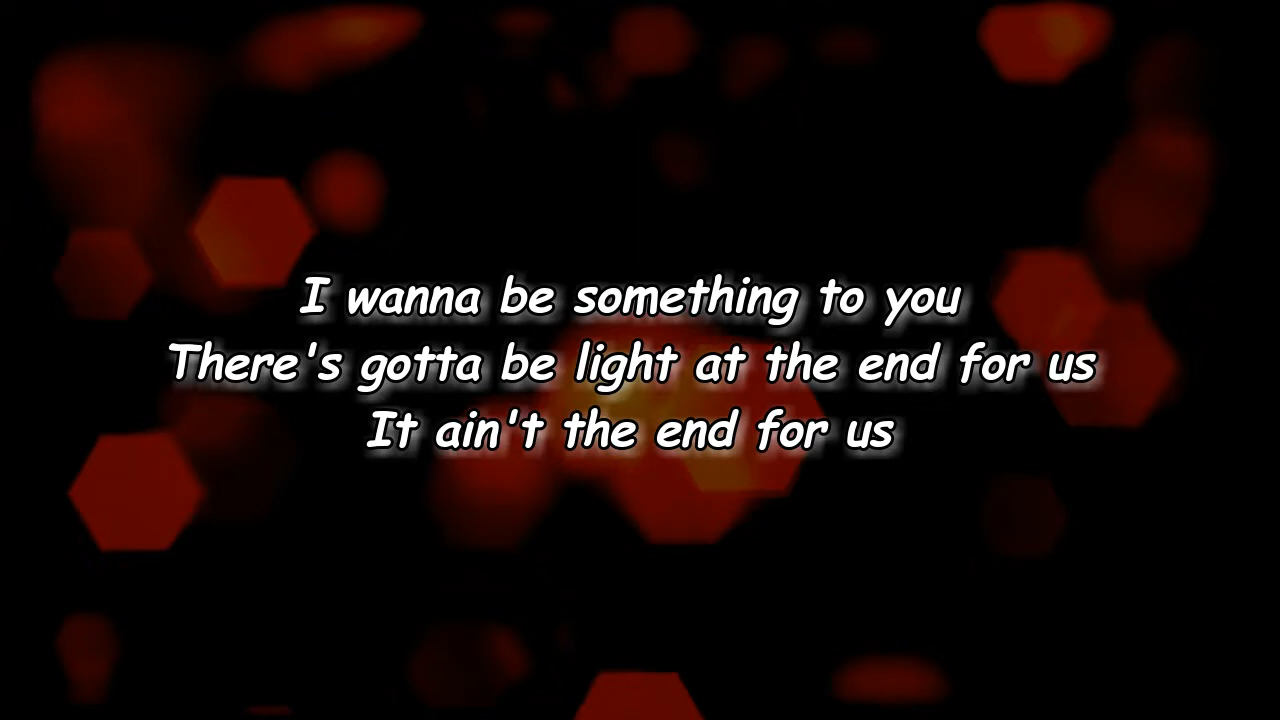 I wanna be something to you
There's gotta be light at the end for us
It ain't the end for us